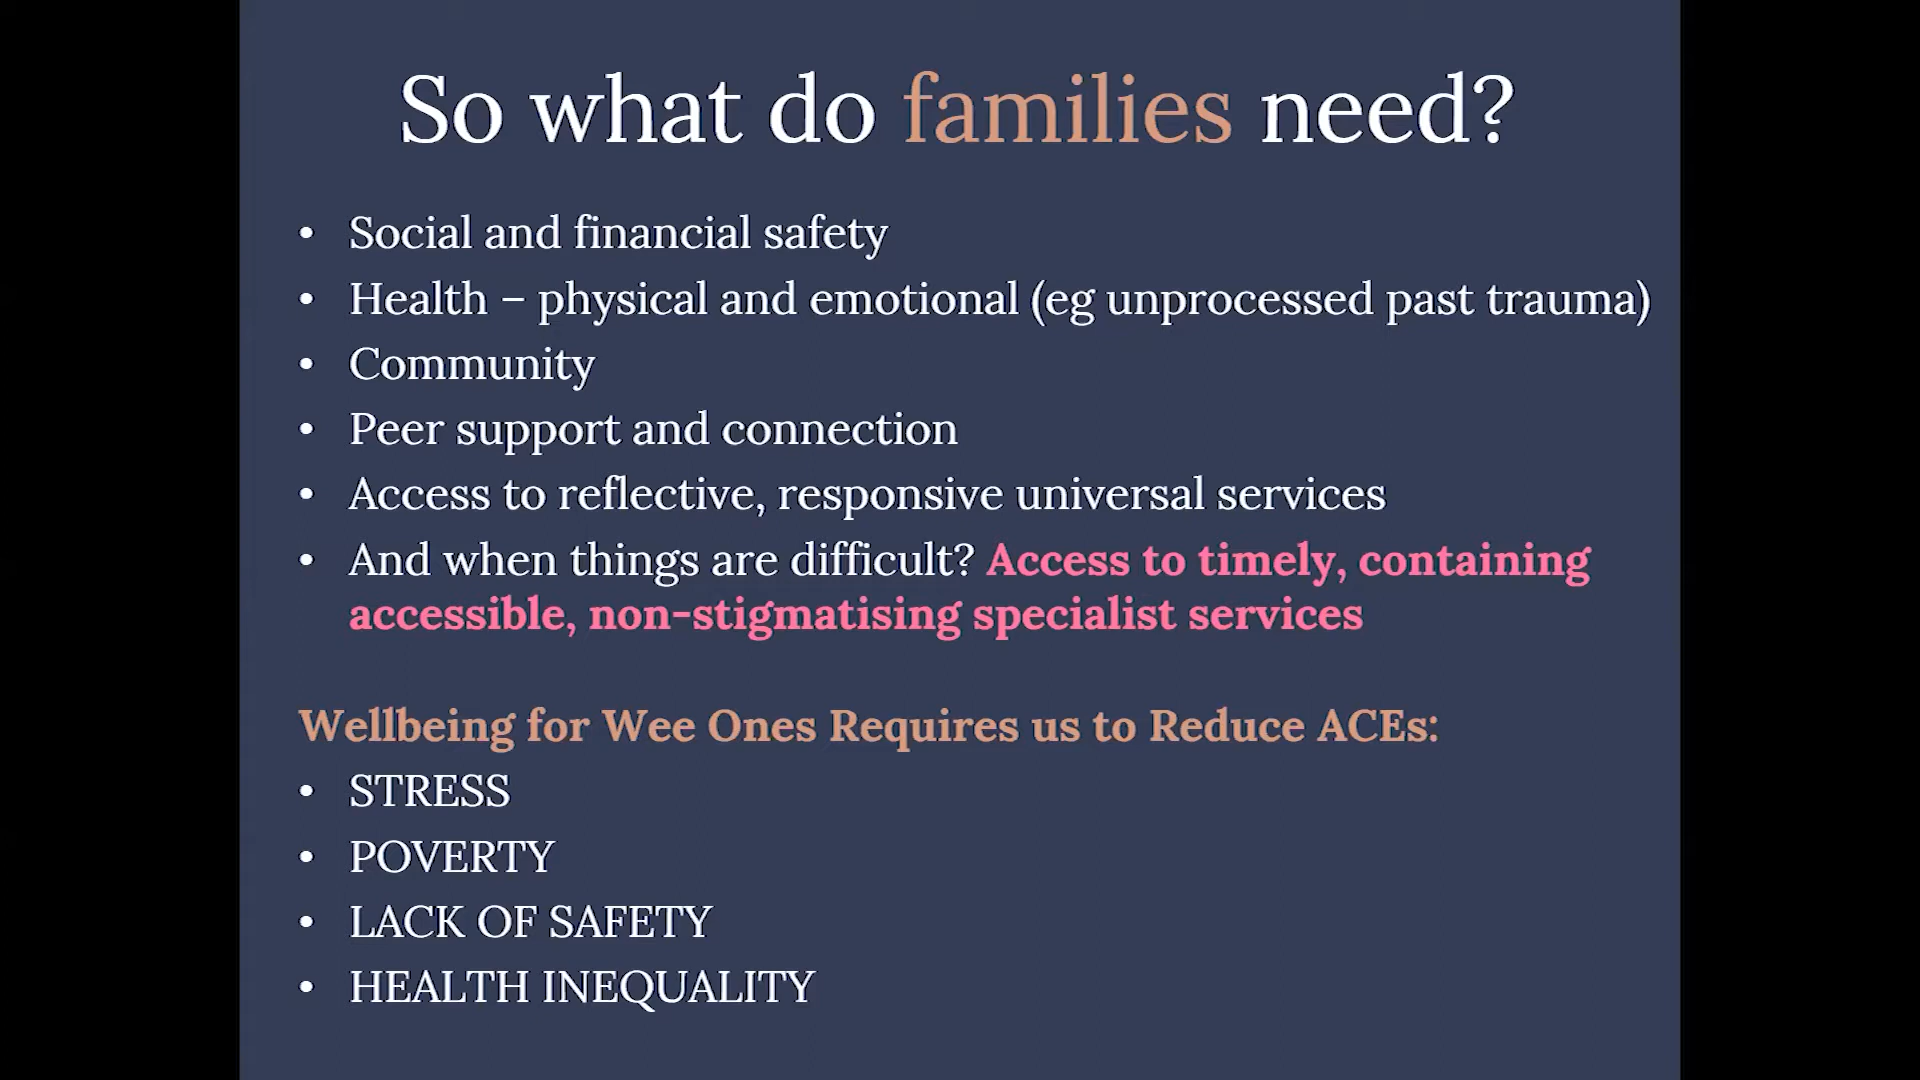 So what do families need?
• Social and financial safety
• Health – physical and emotional (eg unprocessed past trauma)
• Community
• Peer support and connection
• Access to reflective, responsive universal services
• And when things are difficult? Access to timely, containing
accessible, non-stigmatising specialist services
Wellbeing for Wee Ones Requires us to Reduce ACEs:
• STRESS
• POVERTY
• LACK OF SAFETY
• HEALTH INEQUALITY